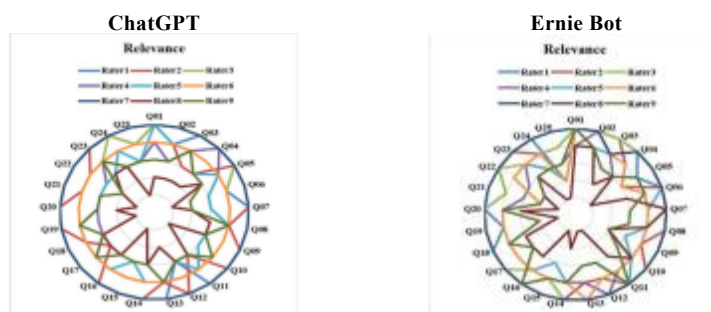 ChatGPT
Relevance
Rater1 Rater2 Rater3
Rater4 Rater5 Rater6
Rater7 Rater8 Rater9
Q01
Q02
Q03
Q04
Q05
Q06
Q07
Q08
Q09
Q10
Q11
Q12
Q13
Q14
Q15
Q16
Q17
Q18
Q19
Q20
Q21
Q22
Q23
Q24
Q25
Ernie Bot
Relevance
Rater1 Rater2 Rater3
Rater4 Rater5 Rater6
Rater7 Rater8 Rater9
Q01
Q02
Q03
Q04
Q05
Q06
Q07
Q08
Q09
Q10
Q11
Q12
Q13
Q14
Q15
Q16
Q17
Q18
Q19
Q20
Q21
Q22
Q23
Q24
Q25